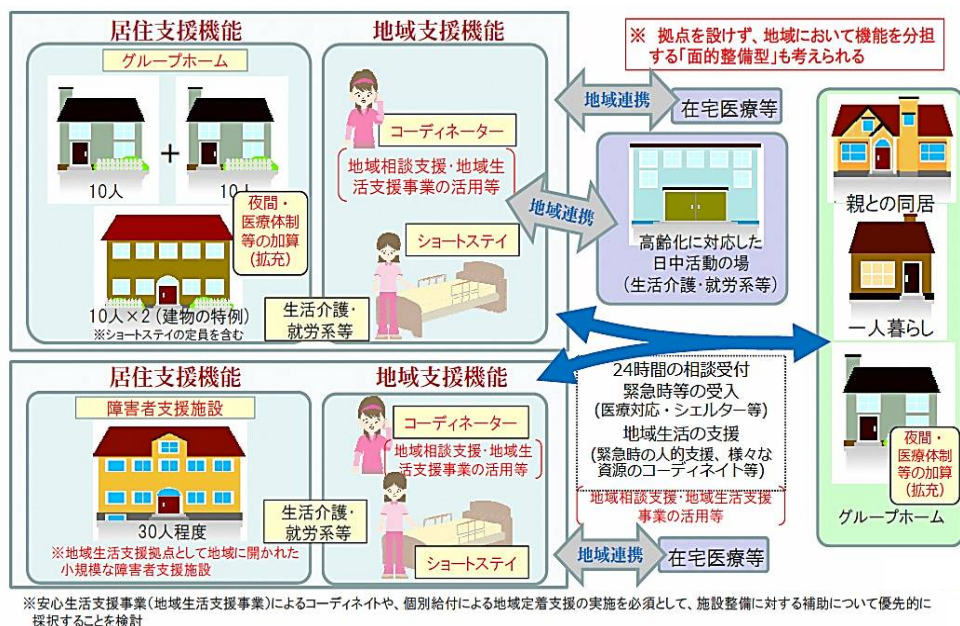 居住支援機能
地域支援機能
グループホーム
10人
+
10人
夜間・
医療体制
等の加算
(拡充)
10人×2(建物の特例)
※ショートステイの定員を含む
コーディネーター
地域相談支援・地域生
活支援事業の活用等
ショートステイ
生活介護・
就労系等
※ 拠点を設けず、地域において機能を分担
する「面的整備型」も考えられる
地域連携
在宅医療等
地域連携
高齢化に対応した
日中活動の場
(生活介護・就労系等)
親との同居
一人暮らし
夜間・
医療体制
等の加算
(拡充)
グループホーム
24時間の相談受付
緊急時等の受入
(医療対応・シェルター等)
地域生活の支援
(緊急時の人的支援、様々な
資源のコーディネイト等)
地域相談支援・地域生活支援
事業の活用等
居住支援機能
地域支援機能
障害者支援施設
30人程度
※地域生活支援拠点として地域に開かれた
小規模な障害者支援施設
コーディネーター
地域相談支援・地域生
活支援事業の活用等
生活介護・
就労系等
ショートステイ
地域連携
在宅医療等
※安心生活支援事業(地域生活支援事業)によるコーディネイトや、個別給付による地域定着支援の実施を必須として、施設整備に対する補助について優先的に
採択することを検討